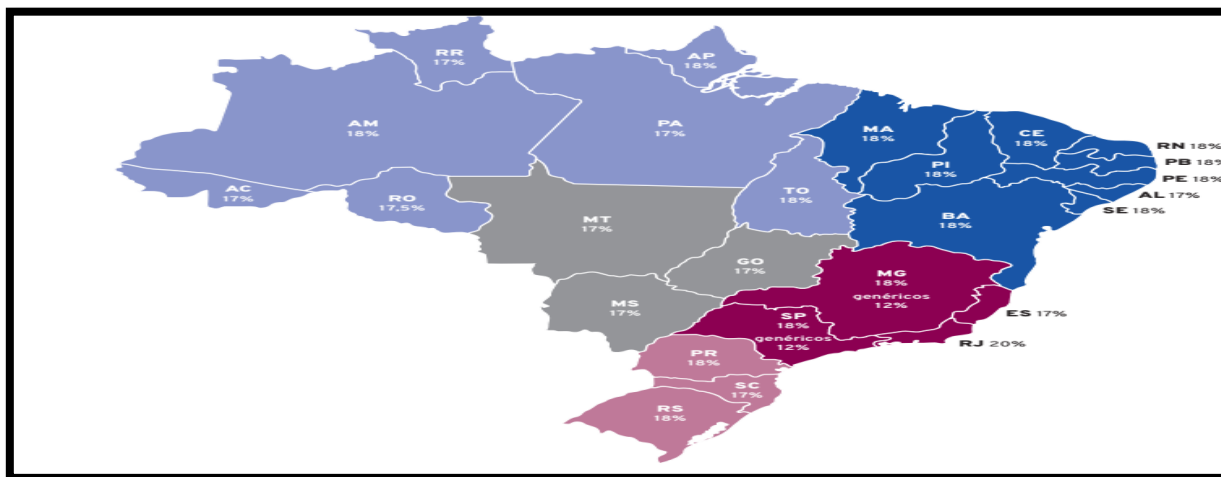 RR
17%
AP
18%
AM
18%
PA
17%
MA
18%
CE
18%
RN 18%
PB 18%
PE 18%
AL 17%
SE 18%
PI
18%
AC
17%
RO
17,5%
TO
18%
BA
18%
MT
17%
GO
17%
MG
18%
genéricos
12%
MS
17%
ES 17%
SP
18%
genéricos
12%
RJ 20%
PR
18%
SC
17%
RS
18%